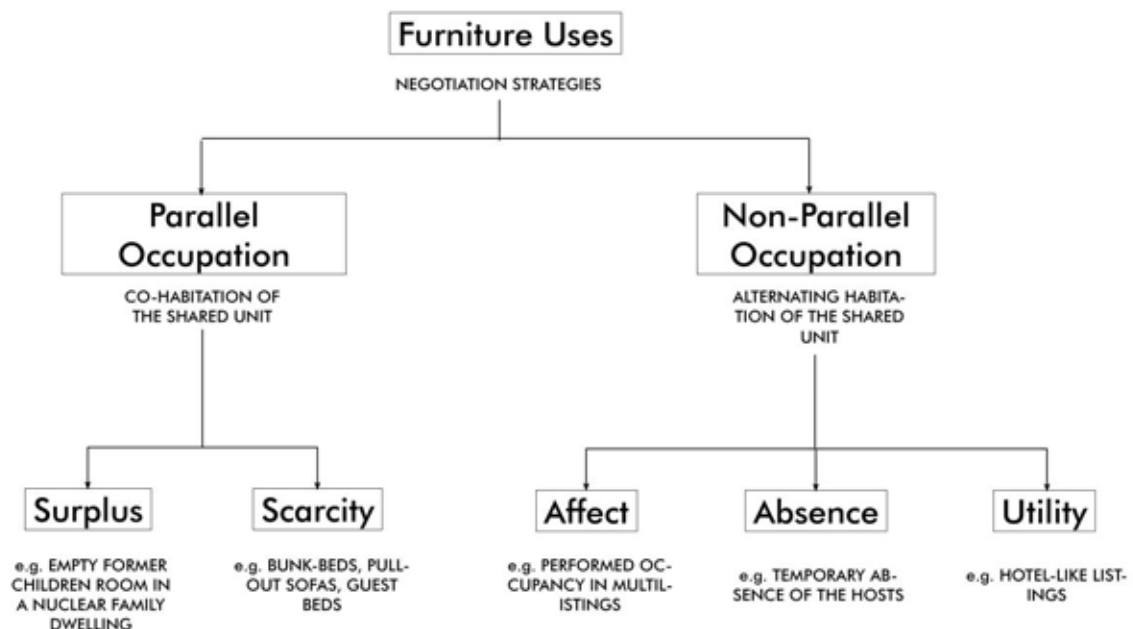 Furniture Uses
NEGOTIATION STRATEGIES
Parallel
Occupation
CO-HABITATION OF
THE SHARED UNIT
Non-Parallel
Occupation
ALTERNATING HABITA-
TION OF THE SHARED
UNIT
Surplus
e.g. EMPTY FORMER
CHILDREN ROOM IN
A NUCLEAR FAMILY
DWELLING
Scarcity
e.g. BUNK-BEDS, PULL-
OUT SOFAS, GUEST
BEDS
Affect
e.g. PERFORMED OC-
CUPANCY IN MULTIL-
ISTINGS
Absence
e.g. TEMPORARY AB-
SENCE OF THE HOSTS
Utility
e.g. HOTEL-LIKE LIST-
INGS